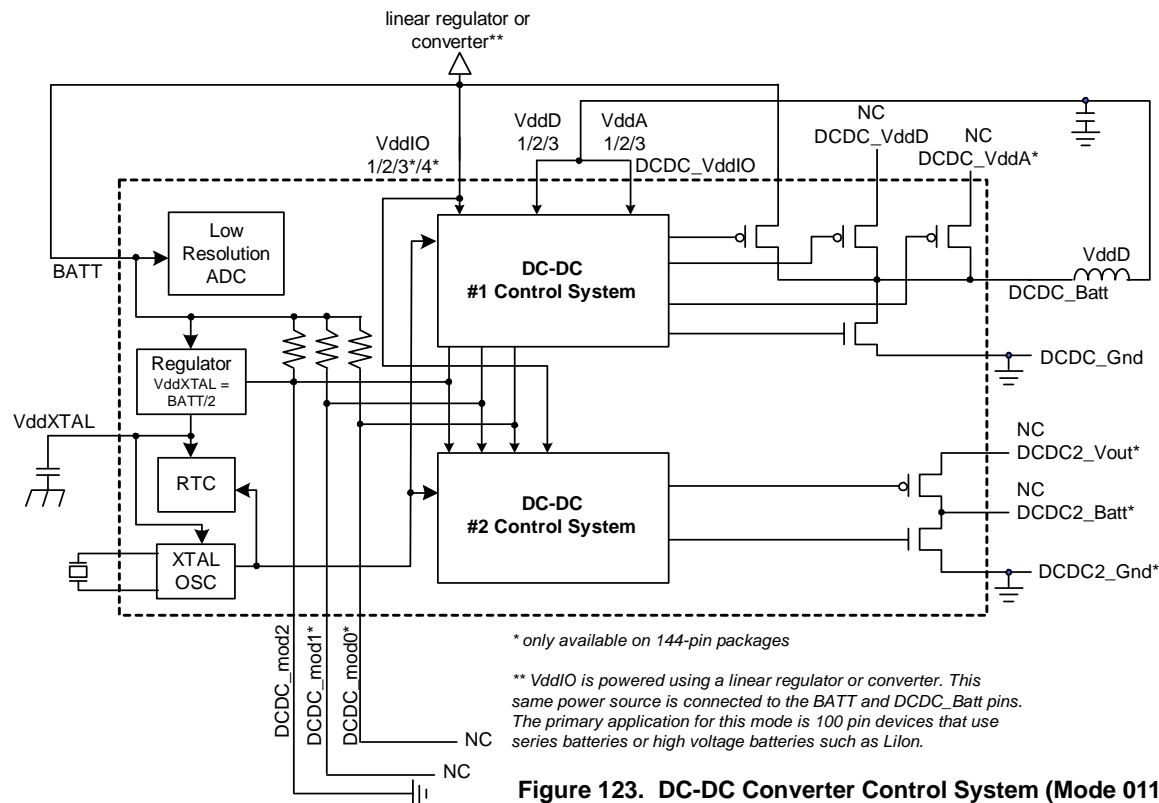 linear regulator or
converter**
VddIO
1/2/3*/4*
VddD
1/2/3
VddA
1/2/3
DCDC_VddIO
NC
DCDC_VddD
NC
DCDC_VddA*
BATT
Low
Resolution
ADC
DC-DC
#1 Control System
VddD
DCDC_Batt
DCDC_Gnd
Regulator
VddXTAL =
BATT/2
VddXTAL
RTC
XTAL
OSC
DC-DC
#2 Control System
NC
DCDC2_Vout*
NC
DCDC2_Batt*
DCDC2_Gnd*
DCDC_mod2
DCDC_mod1*
DCDC_mod0*
NC
NC
* only available on 144-pin packages
** VddIO is powered using a linear regulator or converter. This
same power source is connected to the BATT and DCDC_Batt pins.
The primary application for this mode is 100 pin devices that use
series batteries or high voltage batteries such as LiIon.
Figure 123. DC-DC Converter Control System (Mode 011